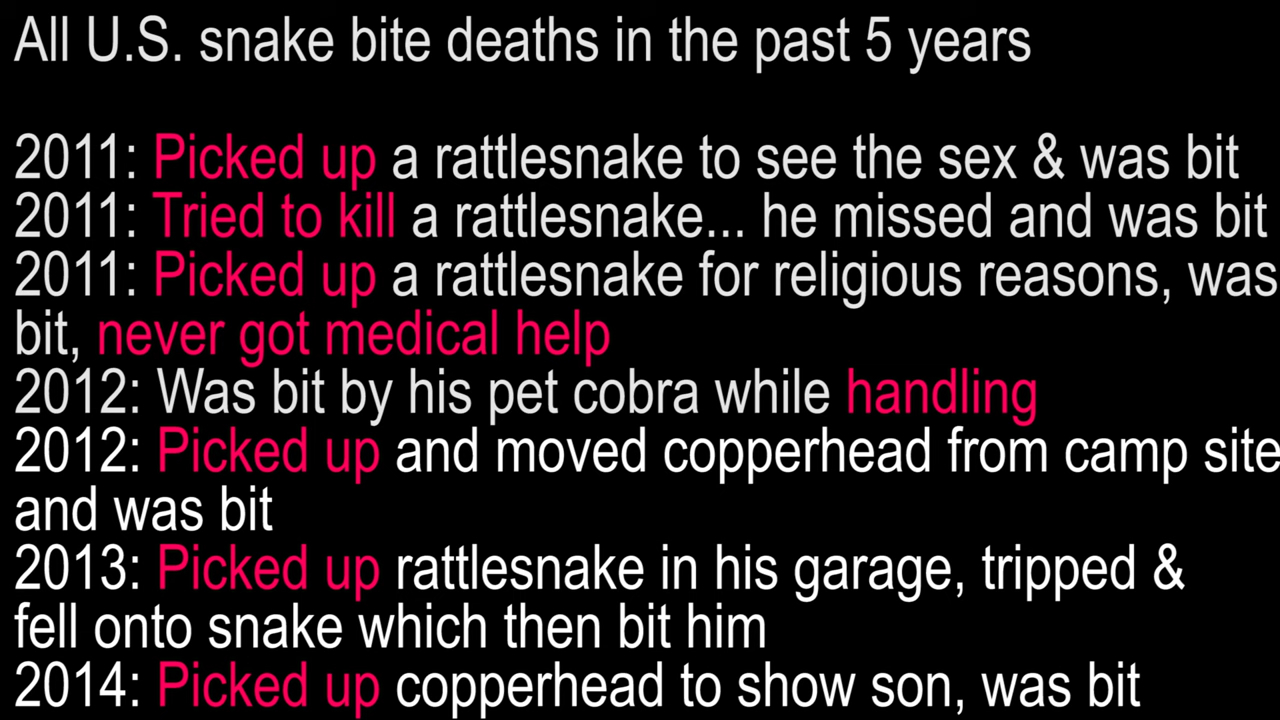 All U.S. snake bite deaths in the past 5 years
2011: Picked up a rattlesnake to see the sex & was bit
2011: Tried to kill a rattlesnake... he missed and was bit
2011: Picked up a rattlesnake for religious reasons, was
bit, never got medical help
2012: Was bit by his pet cobra while handling
2012: Picked up and moved copperhead from camp site
and was bit
2013: Picked up rattlesnake in his garage, tripped &
fell onto snake which then bit him
2014: Picked up copperhead to show son, was bit